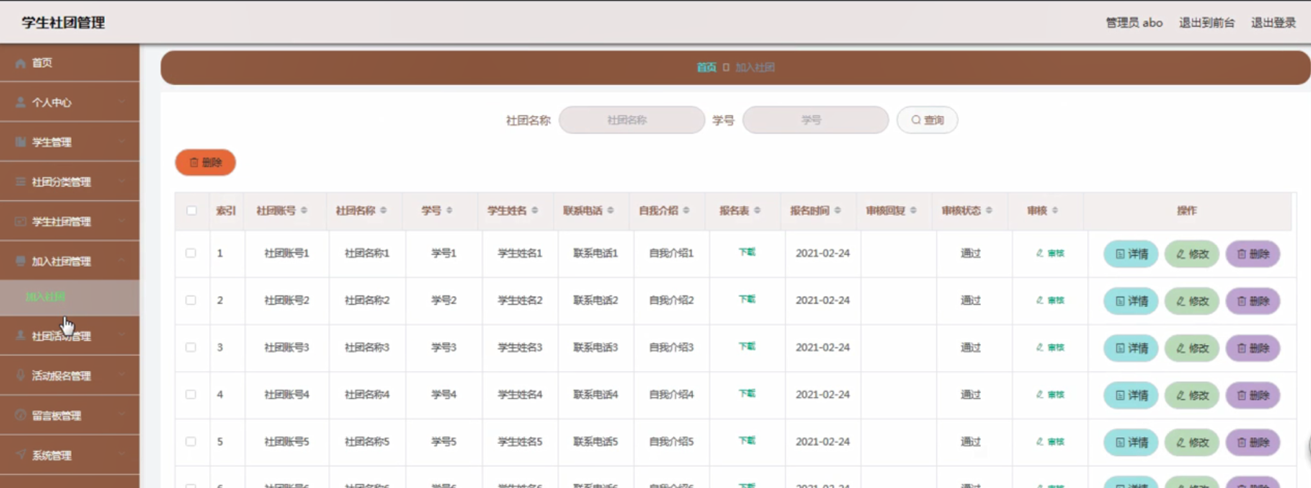 学生社团管理 管理员 abo 退出到前台 退出登录
首页
个人中心
学生管理
社团分类管理
学生社团管理
加入社团管理
加入社团
社团活动管理
活动报名管理
留言板管理
系统管理
首页 加入社团
社团名称 社团名称 学号 学号 查询
删除
索引 社团账号 社团名称 学号 学生姓名 联系电话 自我介绍 报名表 报名时间 审核回复 审核状态 审核 操作
1 社团账号1 社团名称1 学号1 学生姓名1 联系电话1 自我介绍1 下载 2021-02-24 通过 审核 详情 修改 删除
2 社团账号2 社团名称2 学号2 学生姓名2 联系电话2 自我介绍2 下载 2021-02-24 通过 审核 详情 修改 删除
3 社团账号3 社团名称3 学号3 学生姓名3 联系电话3 自我介绍3 下载 2021-02-24 通过 审核 详情 修改 删除
4 社团账号4 社团名称4 学号4 学生姓名4 联系电话4 自我介绍4 下载 2021-02-24 通过 审核 详情 修改 删除
5 社团账号5 社团名称5 学号5 学生姓名5 联系电话5 自我介绍5 下载 2021-02-24 通过 审核 详情 修改 删除